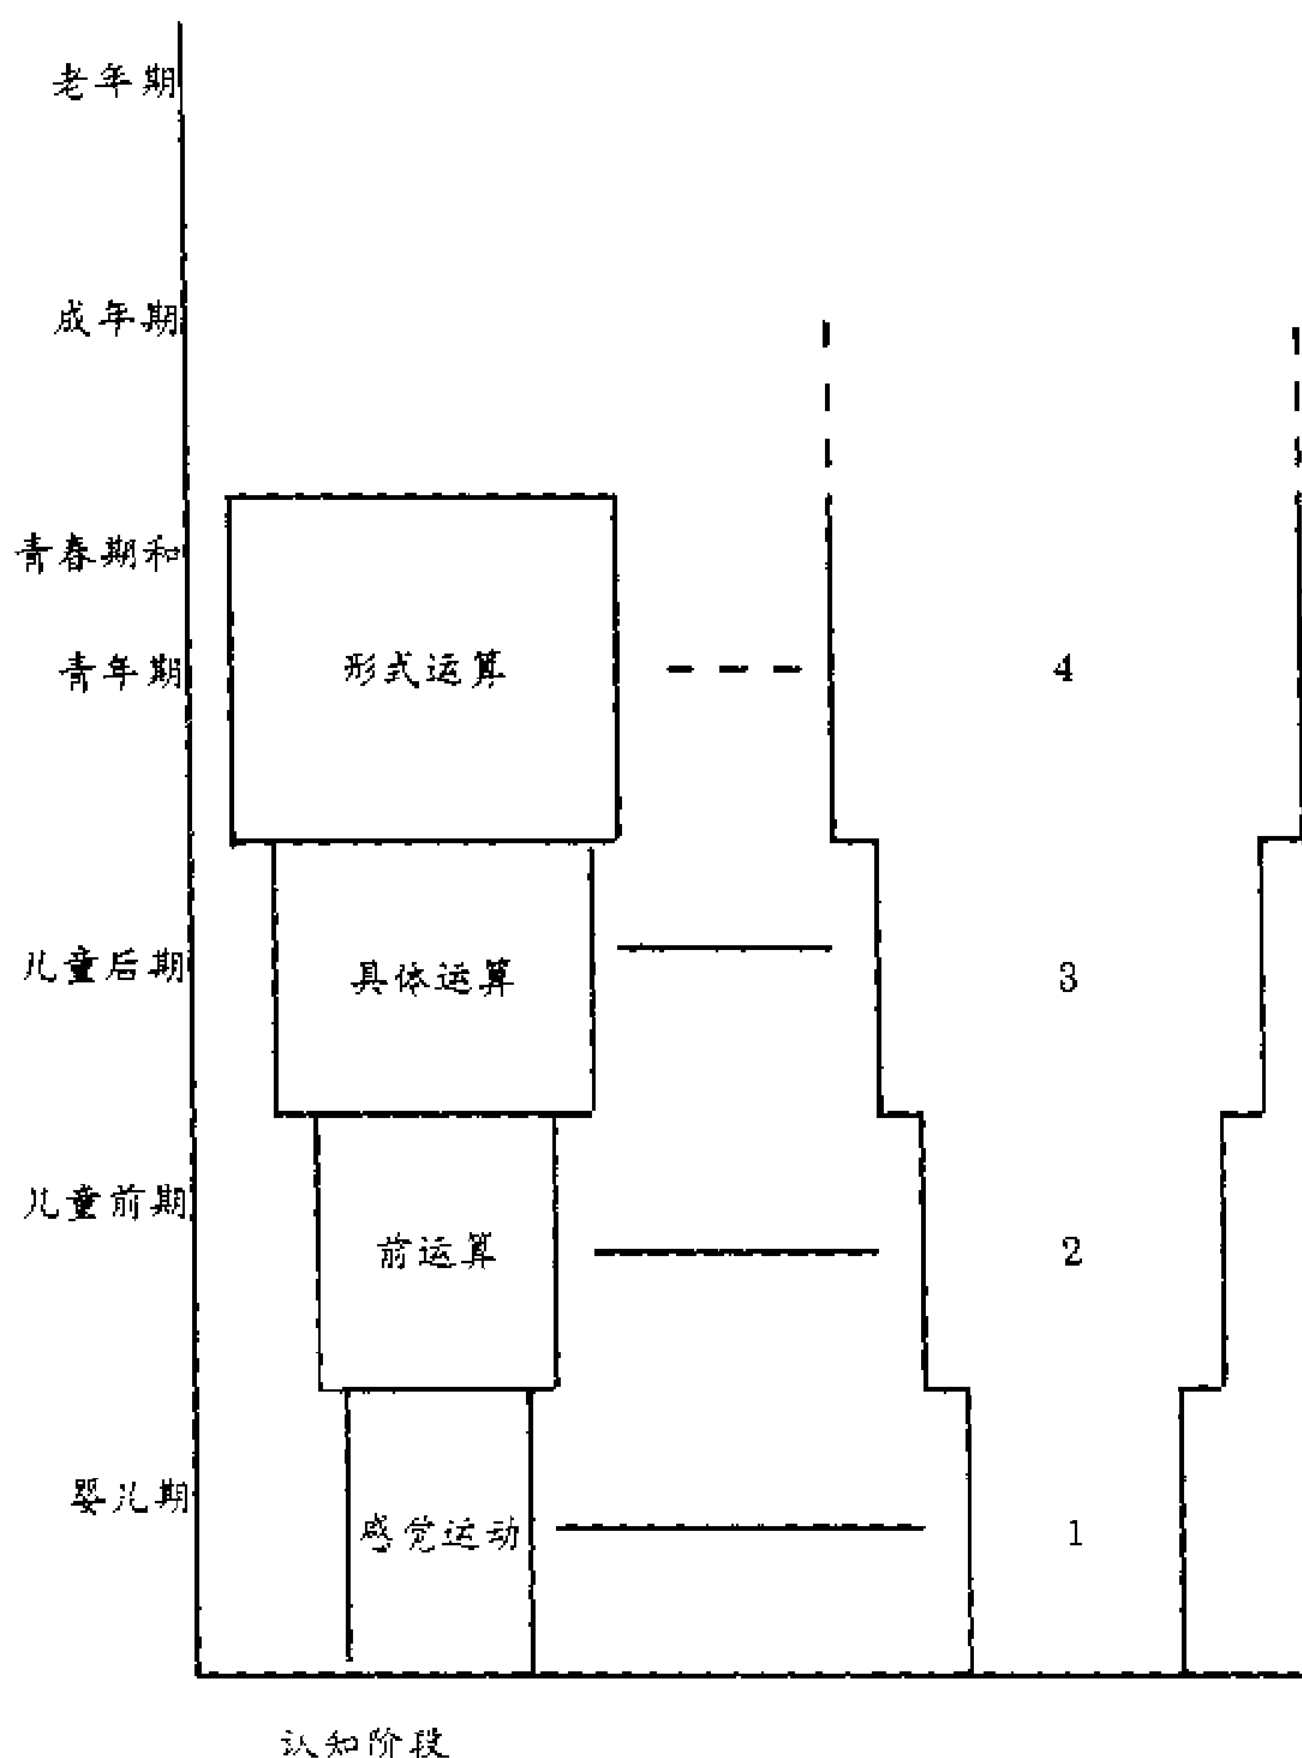 老年期
成年期
青春期和
青年期
形式运算
4
儿童后期
具体运算
3
儿童前期
前运算
2
婴儿期
感觉运动
1
认知阶段